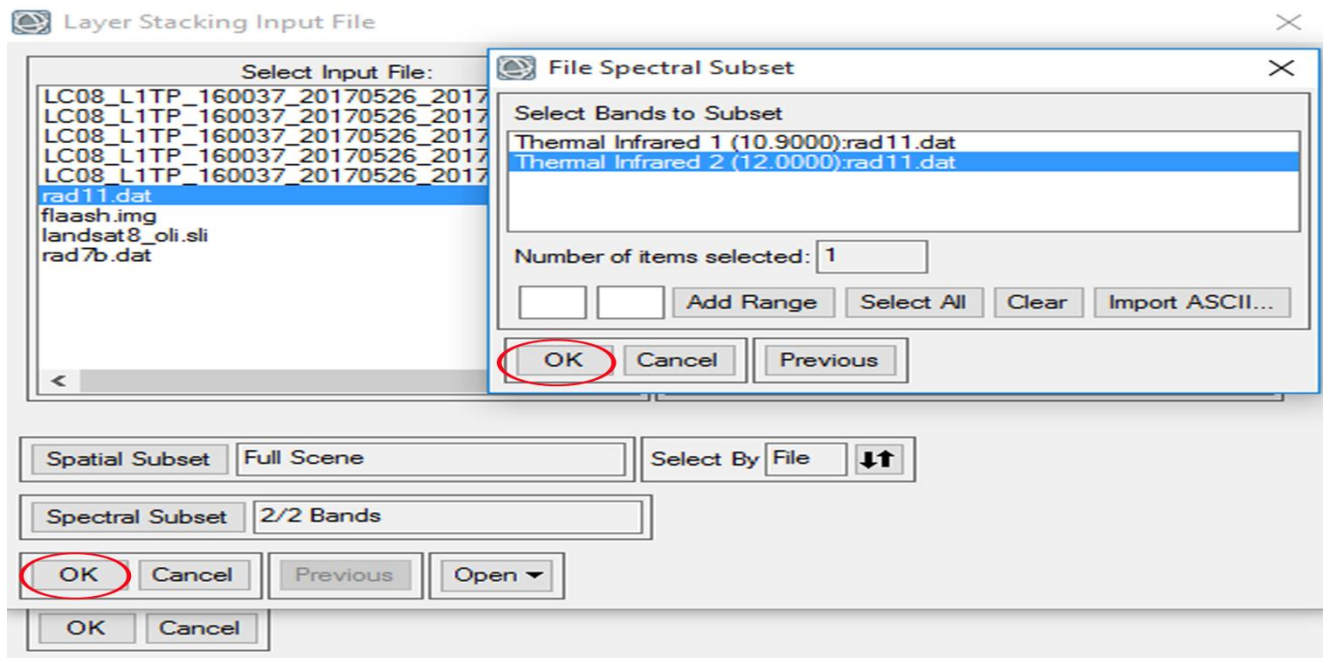 Layer Stacking Input File
Select Input File:
LC08_L1TP_160037_20170526_2017
LC08_L1TP_160037_20170526_2017
LC08_L1TP_160037_20170526_2017
LC08_L1TP_160037_20170526_2017
LC08_L1TP_160037_20170526_2017
rad11.dat
flaash.img
landsat8_oli.sli
rad7b.dat
File Spectral Subset
Select Bands to Subset
Thermal Infrared 1 (10.9000):rad11.dat
Thermal Infrared 2 (12.0000):rad11.dat
Number of items selected: 1
Add Range Select All Clear Import ASCII...
OK Cancel Previous
Spatial Subset Full Scene Select By File
Spectral Subset 2/2 Bands
OK Cancel Previous Open
OK Cancel